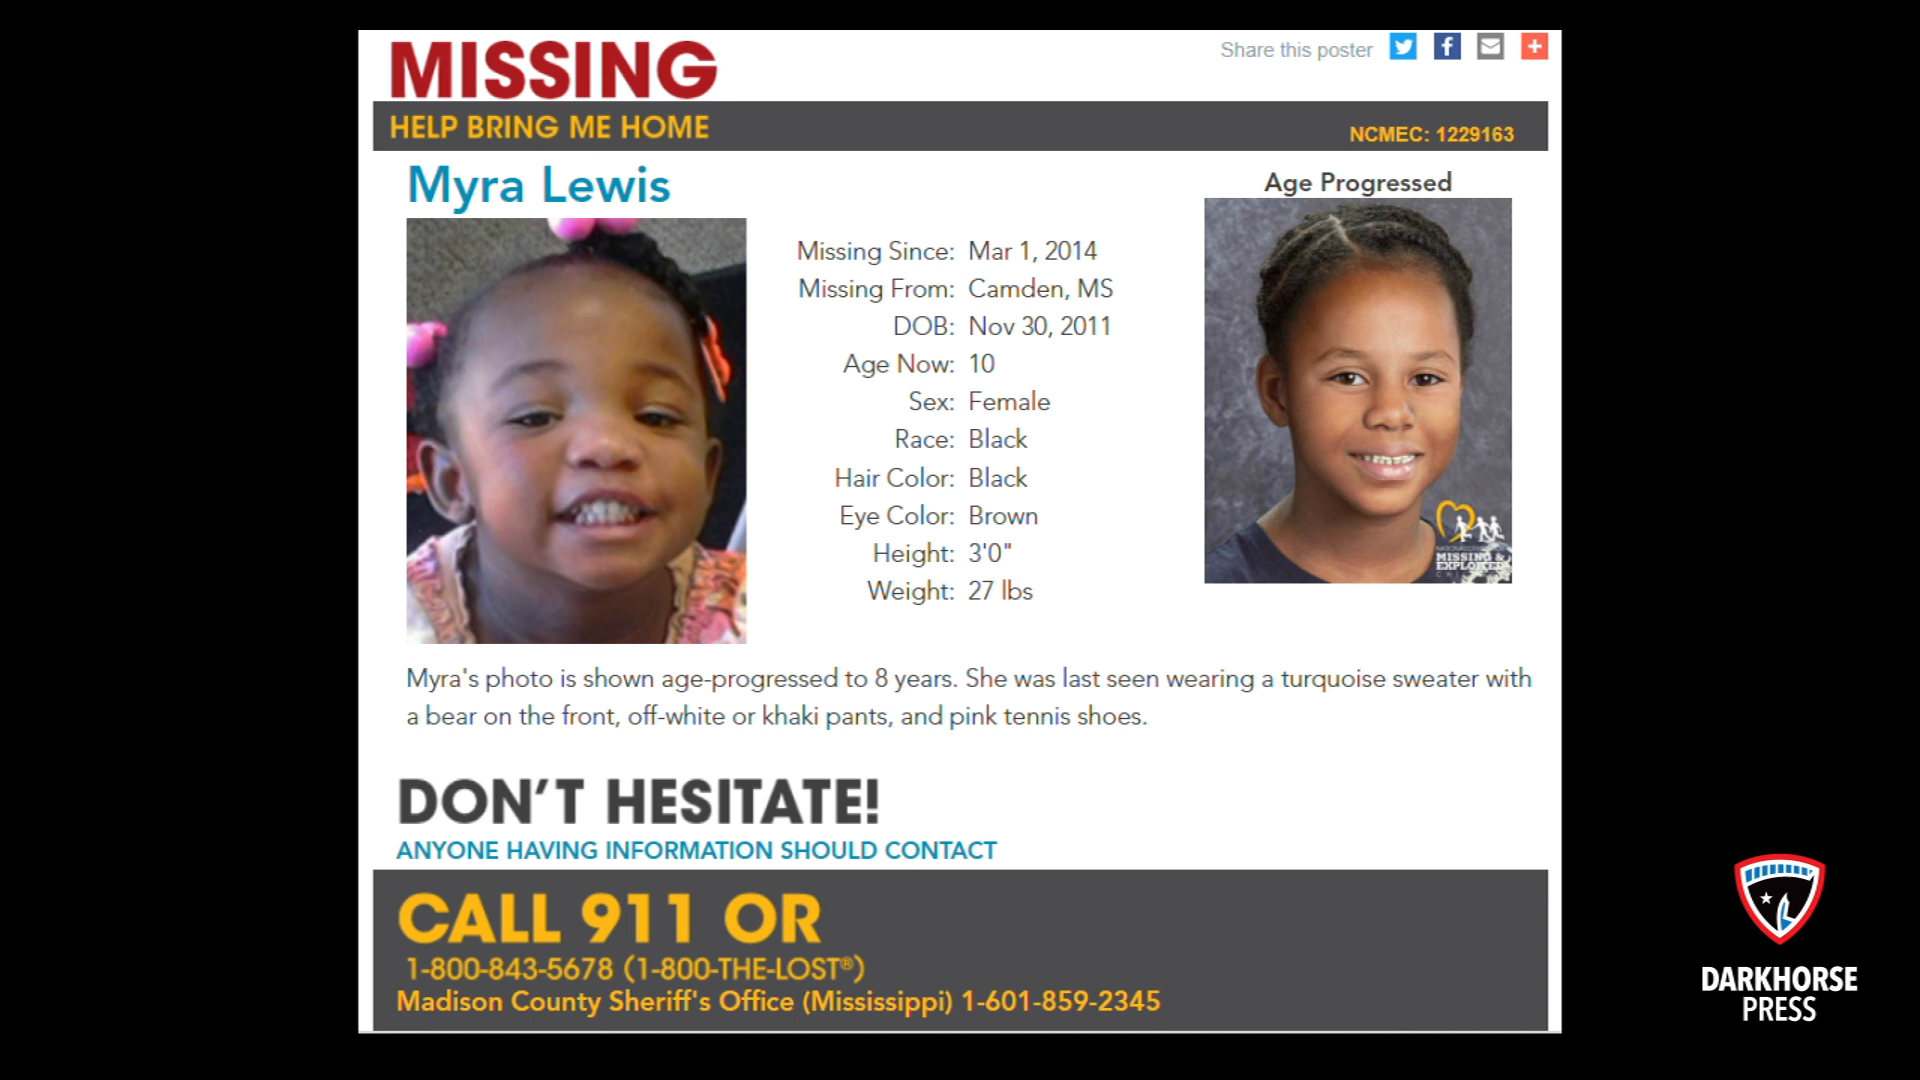 MISSING
Share this poster
HELP BRING ME HOME
NCMEC: 1229163
Myra Lewis
Age Progressed
Missing Since: Mar 1, 2014
Missing From: Camden, MS
DOB: Nov 30, 2011
Age Now: 10
Sex: Female
Race: Black
Hair Color: Black
Eye Color: Brown
Height: 3'0"
Weight: 27 lbs
MISSING &
EXPLOITED
Myra's photo is shown age-progressed to 8 years. She was last seen wearing a turquoise sweater with
a bear on the front, off-white or khaki pants, and pink tennis shoes.
DON'T HESITATE!
ANYONE HAVING INFORMATION SHOULD CONTACT
CALL 911 OR
1-800-843-5678 (1-800-THE-LOST®)
Madison County Sheriff's Office (Mississippi) 1-601-859-2345
DARKHORSE
PRESS